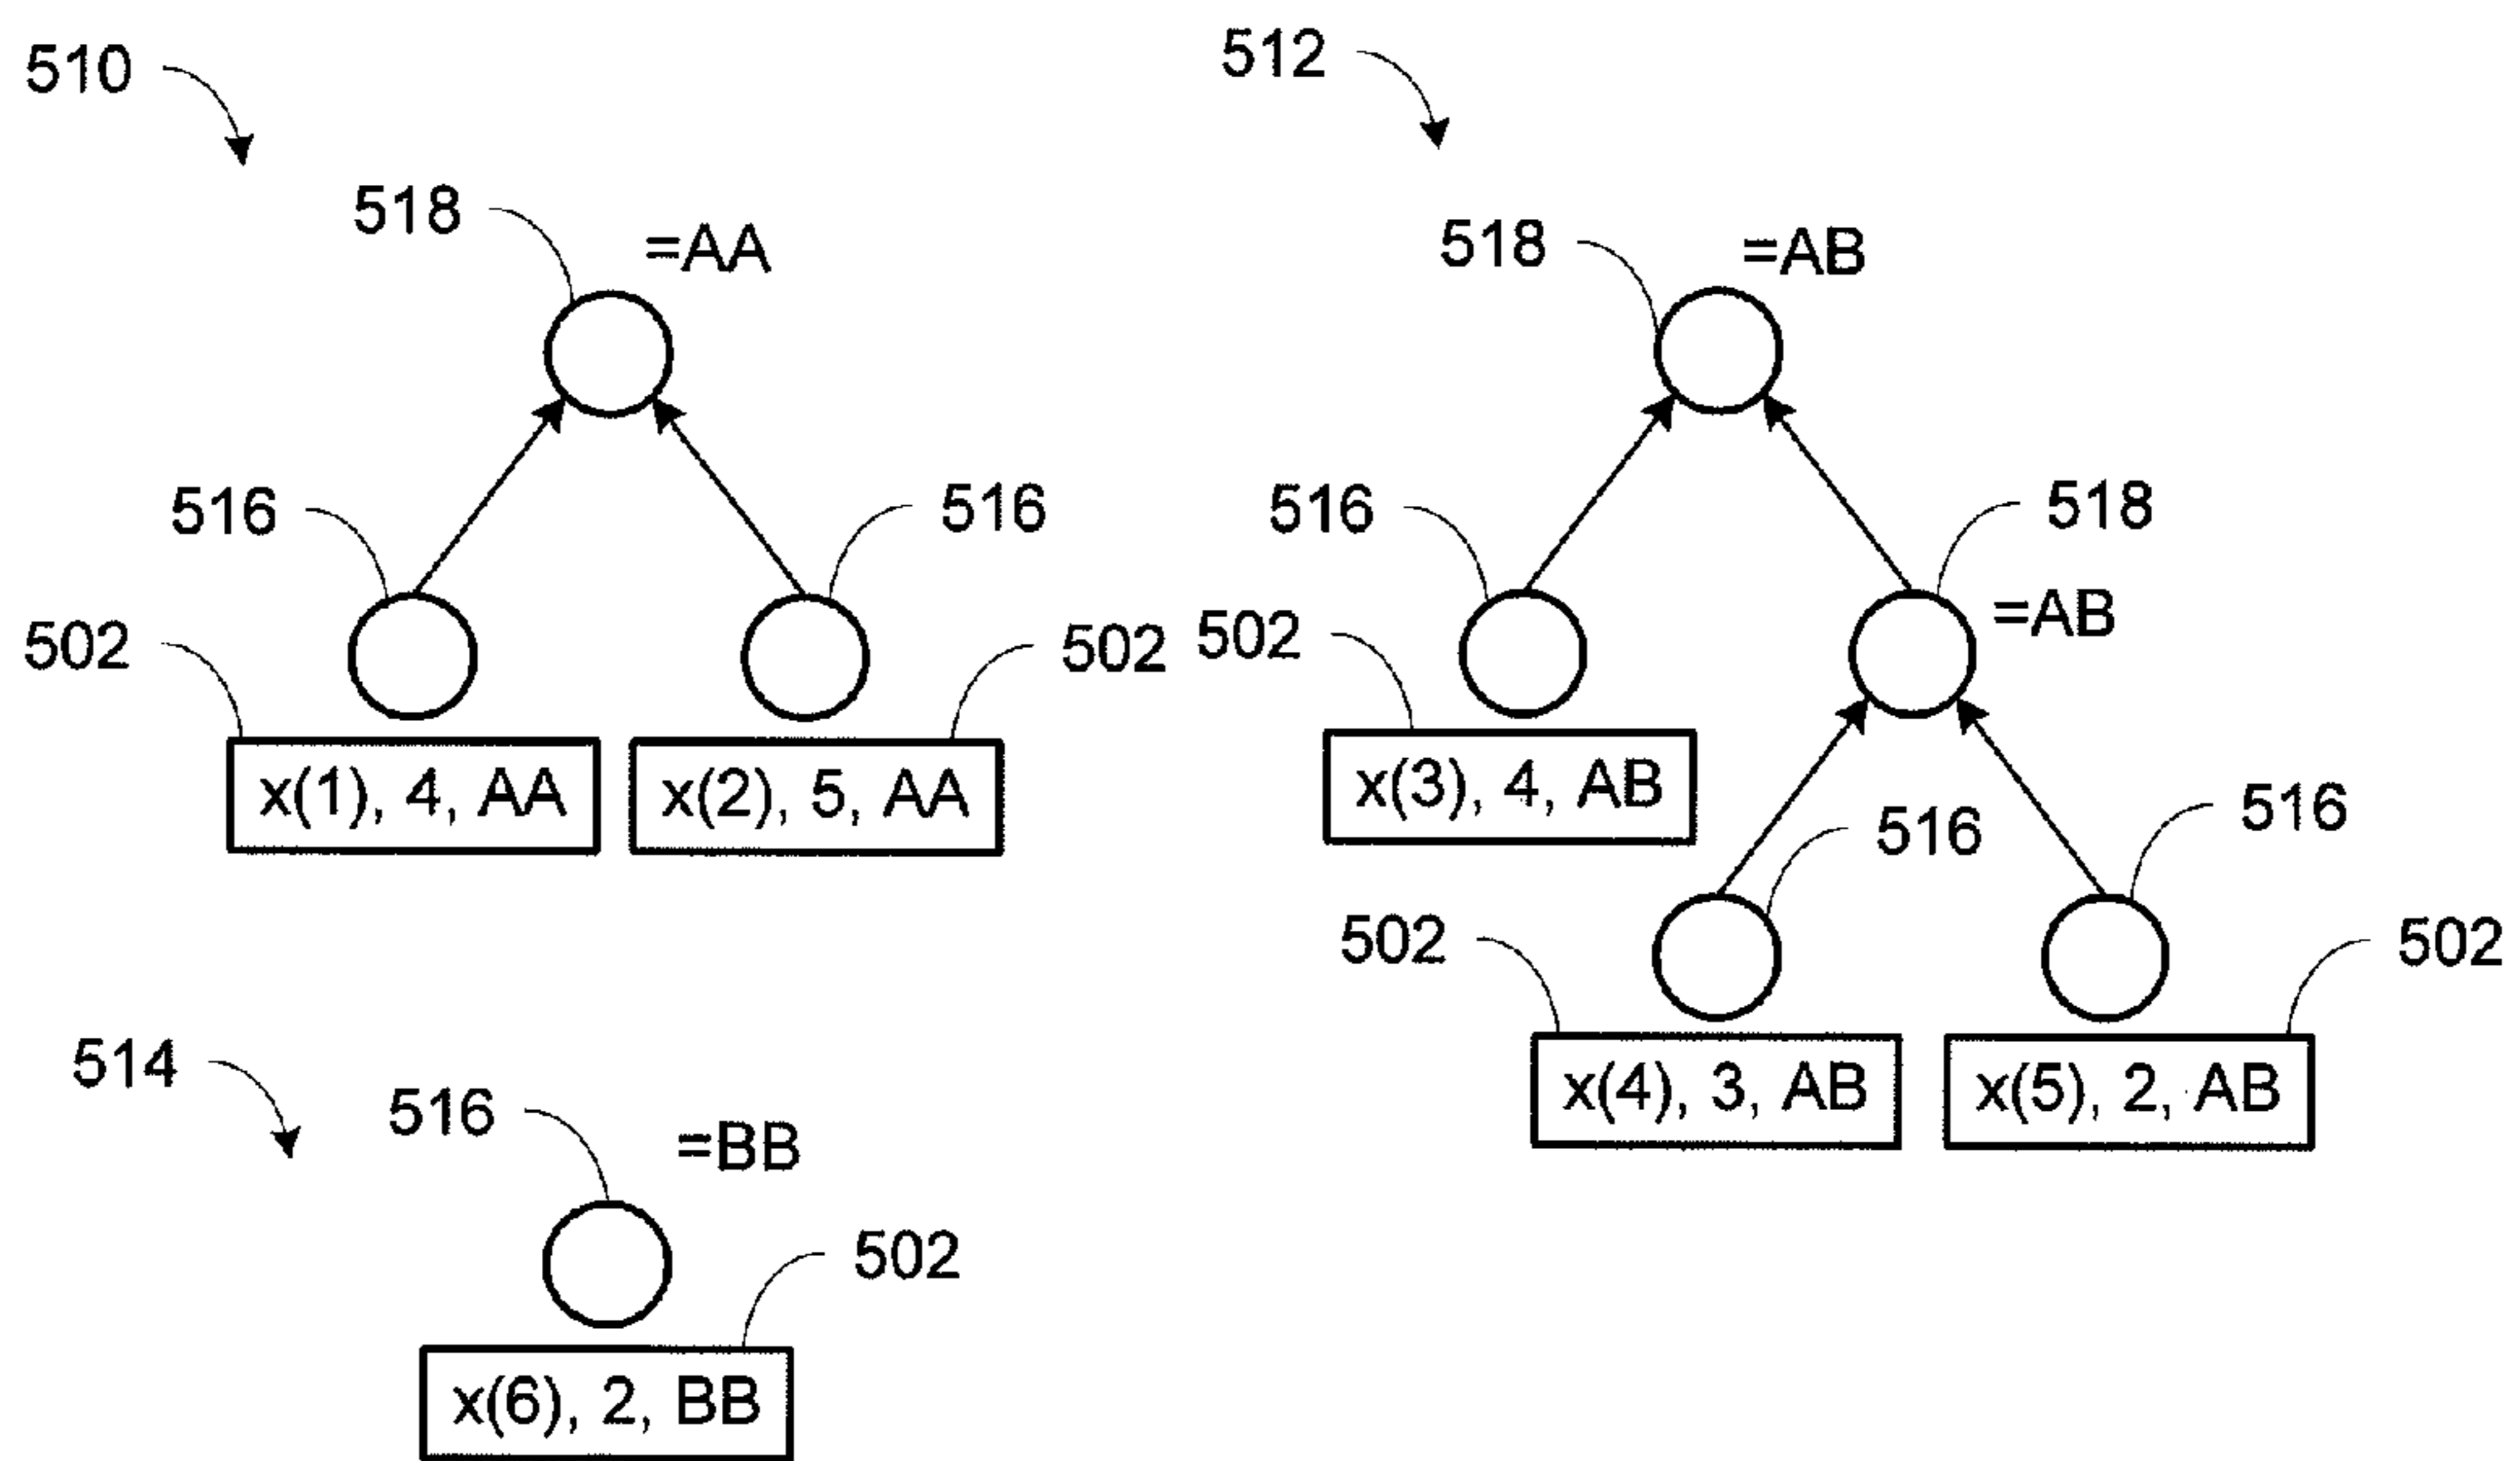 510
518
=AA
516
516
502
502
x(1), 4, AA
x(2), 5, AA
512
518
=AB
516
518
502
=AB
x(3), 4, AB
516
516
502
502
x(4), 3, AB
x(5), 2, AB
514
516
=BB
502
x(6), 2, BB